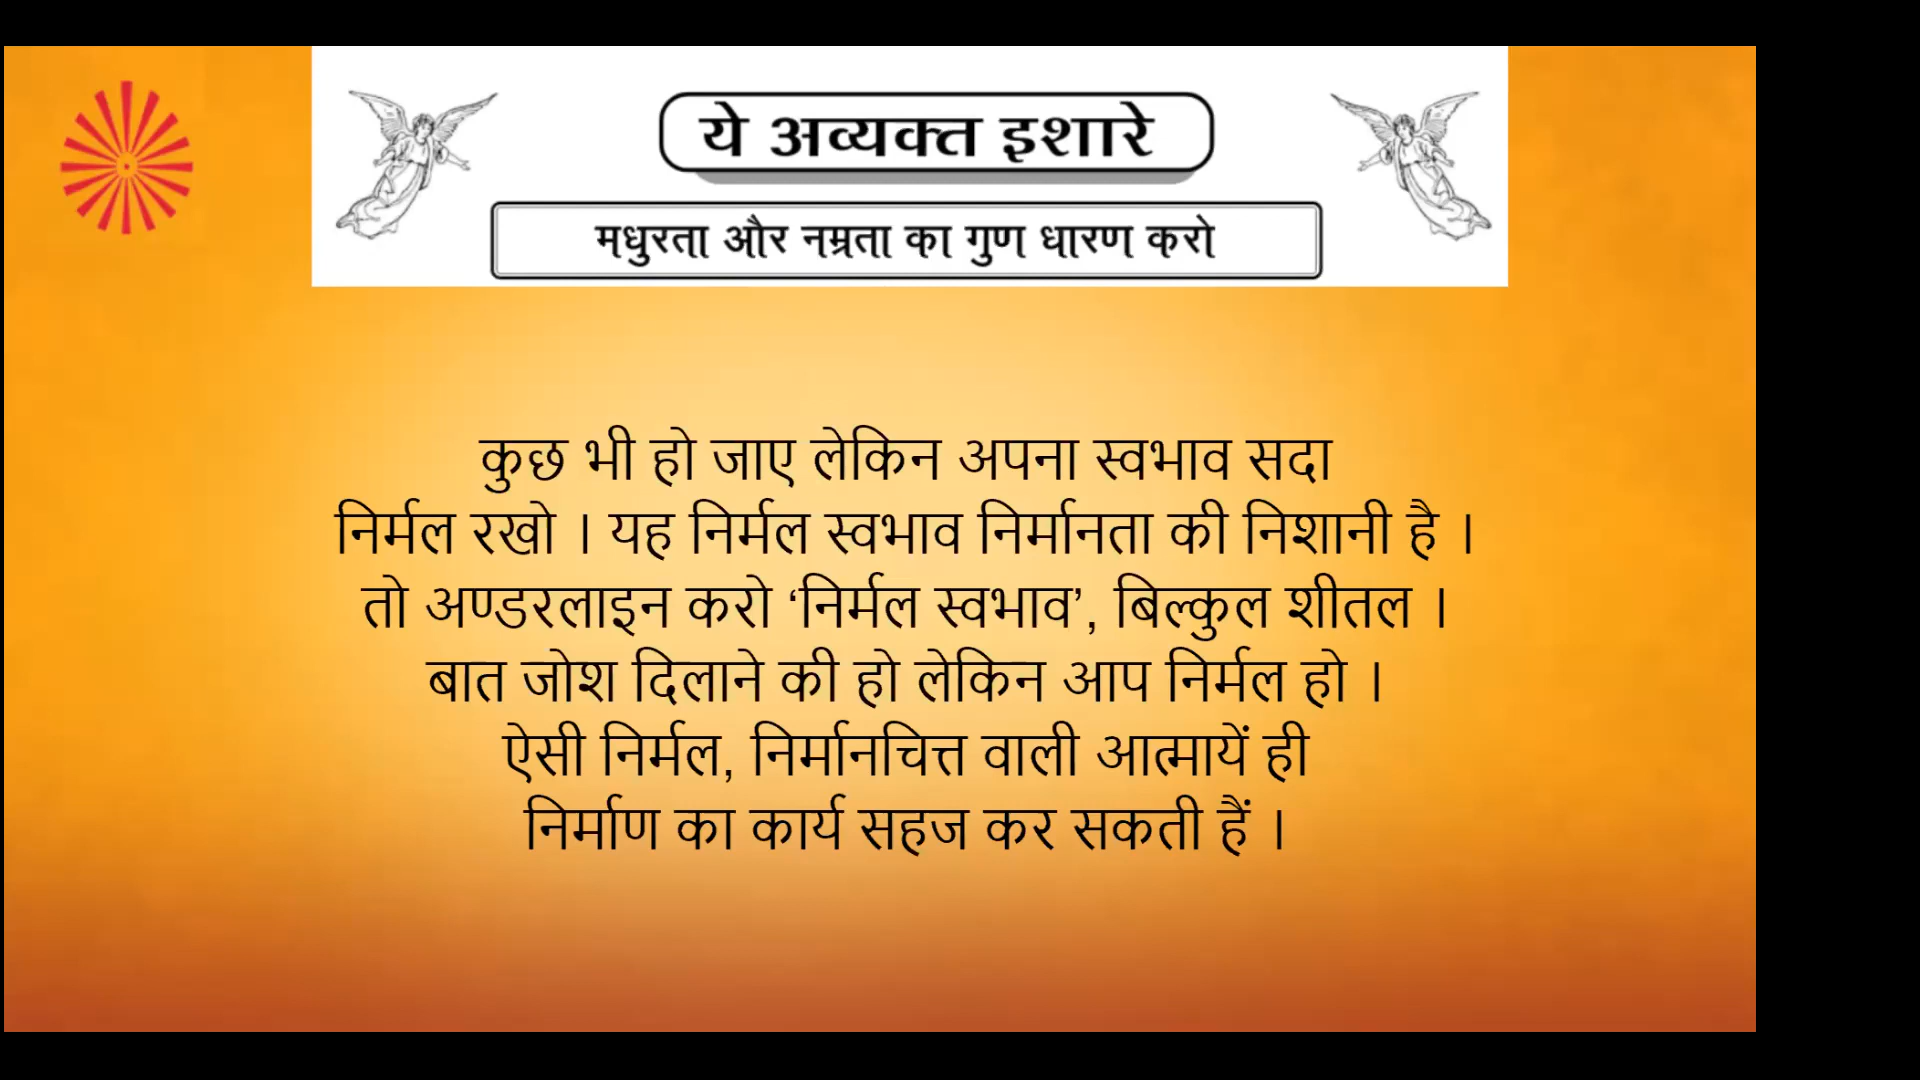 ये अव्यक्त इशारे
मधुरता और नम्रता का गुण धारण करो
कुछ भी हो जाए लेकिन अपना स्वभाव सदा
निर्मल रखो । यह निर्मल स्वभाव निर्मानता की निशानी है ।
तो अण्डरलाइन करो ‘निर्मल स्वभाव’, बिल्कुल शीतल ।
बात जोश दिलाने की हो लेकिन आप निर्मल हो ।
ऐसी निर्मल, निर्मानचित्त वाली आत्मायें ही
निर्माण का कार्य सहज कर सकती हैं ।